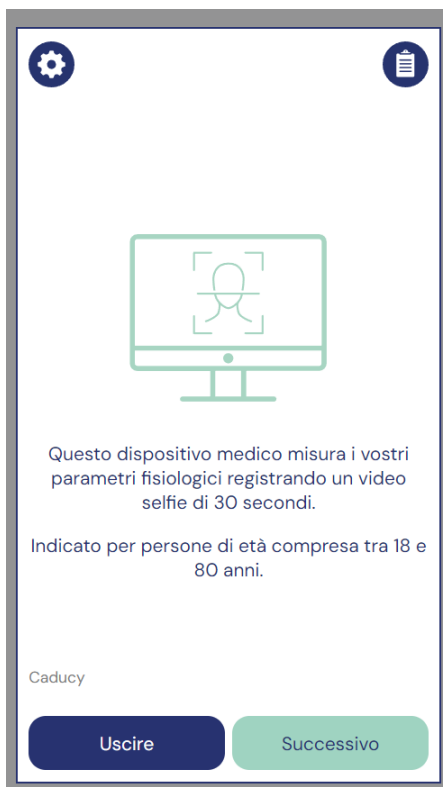 Questo dispositivo medico misura i vostri
parametri fisiologici registrando un video
selfie di 30 secondi.
Indicato per persone di età compresa tra 18 e
80 anni.
Caducy
Uscire
Successivo